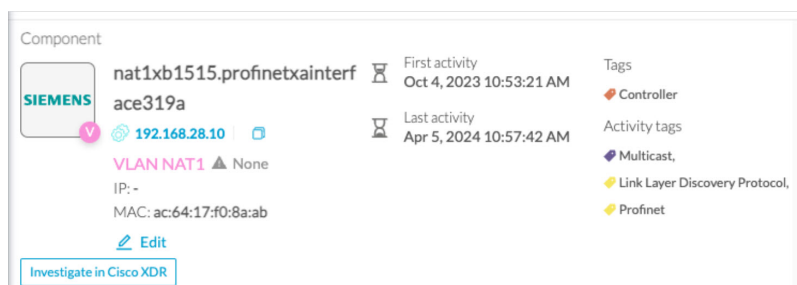 Component
SIEMENS
V
nat1xb1515.profinetxainterf
ace319a
192.168.28.10
VLAN NAT1 None
IP: -
MAC: ac:64:17:f0:8a:ab
Edit
Investigate in Cisco XDR
First activity
Oct 4, 2023 10:53:21 AM
Last activity
Apr 5, 2024 10:57:42 AM
Tags
Controller
Activity tags
Multicast,
Link Layer Discovery Protocol,
Profinet